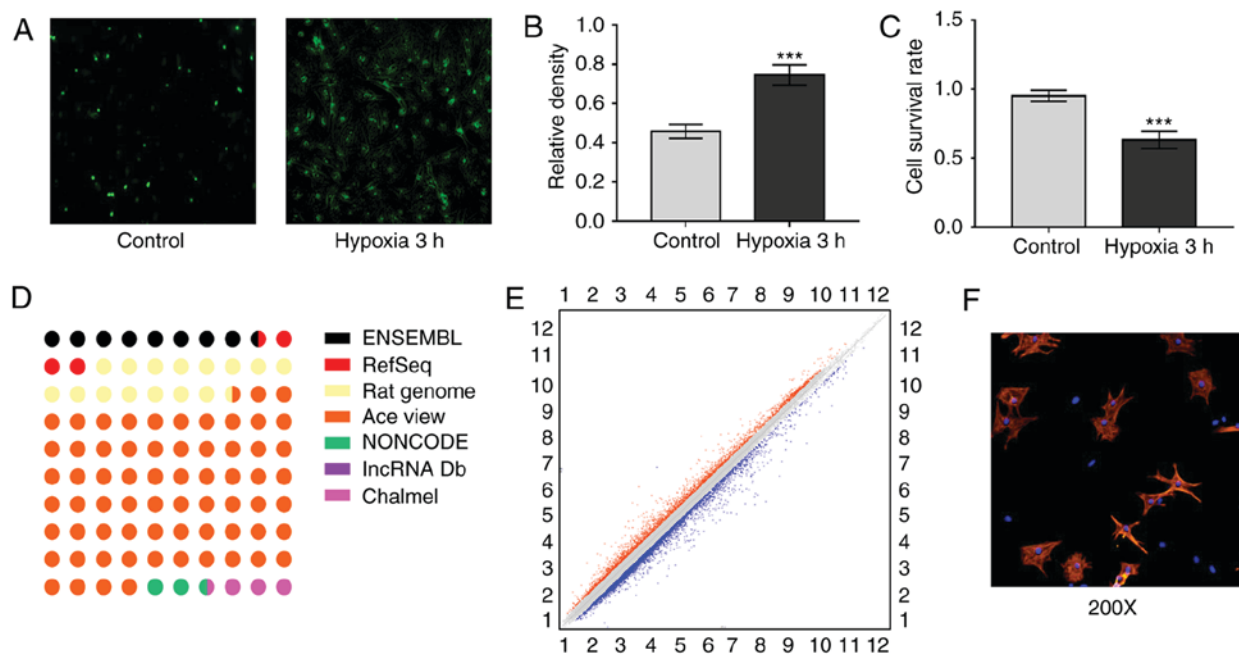 A
Control
Hypoxia 3 h
B
Relative density
1.0
0.8
0.6
0.4
0.2
0.0
***
Control
Hypoxia 3 h
C
Cell survival rate
1.5
1.0
0.5
1.0
***
Control
Hypoxia 3 h
D
ENSEMBL
RefSeq
Rat genome
Ace view
NONCODE
lncRNA Db
Chalmel
E
1 2 3 4 5 6 7 8 9 10 11 12
12
11
10
9
8
7
6
5
4
3
2
1
12
11
10
9
8
7
6
5
4
3
2
1
1 2 3 4 5 6 7 8 9 10 11 12
F
200X